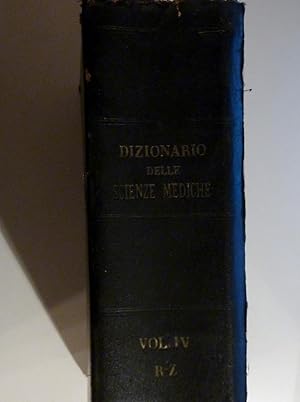 DIZIONARIO
DELLE
SCIENZE MEDICHE
VOL. IV
R-Z